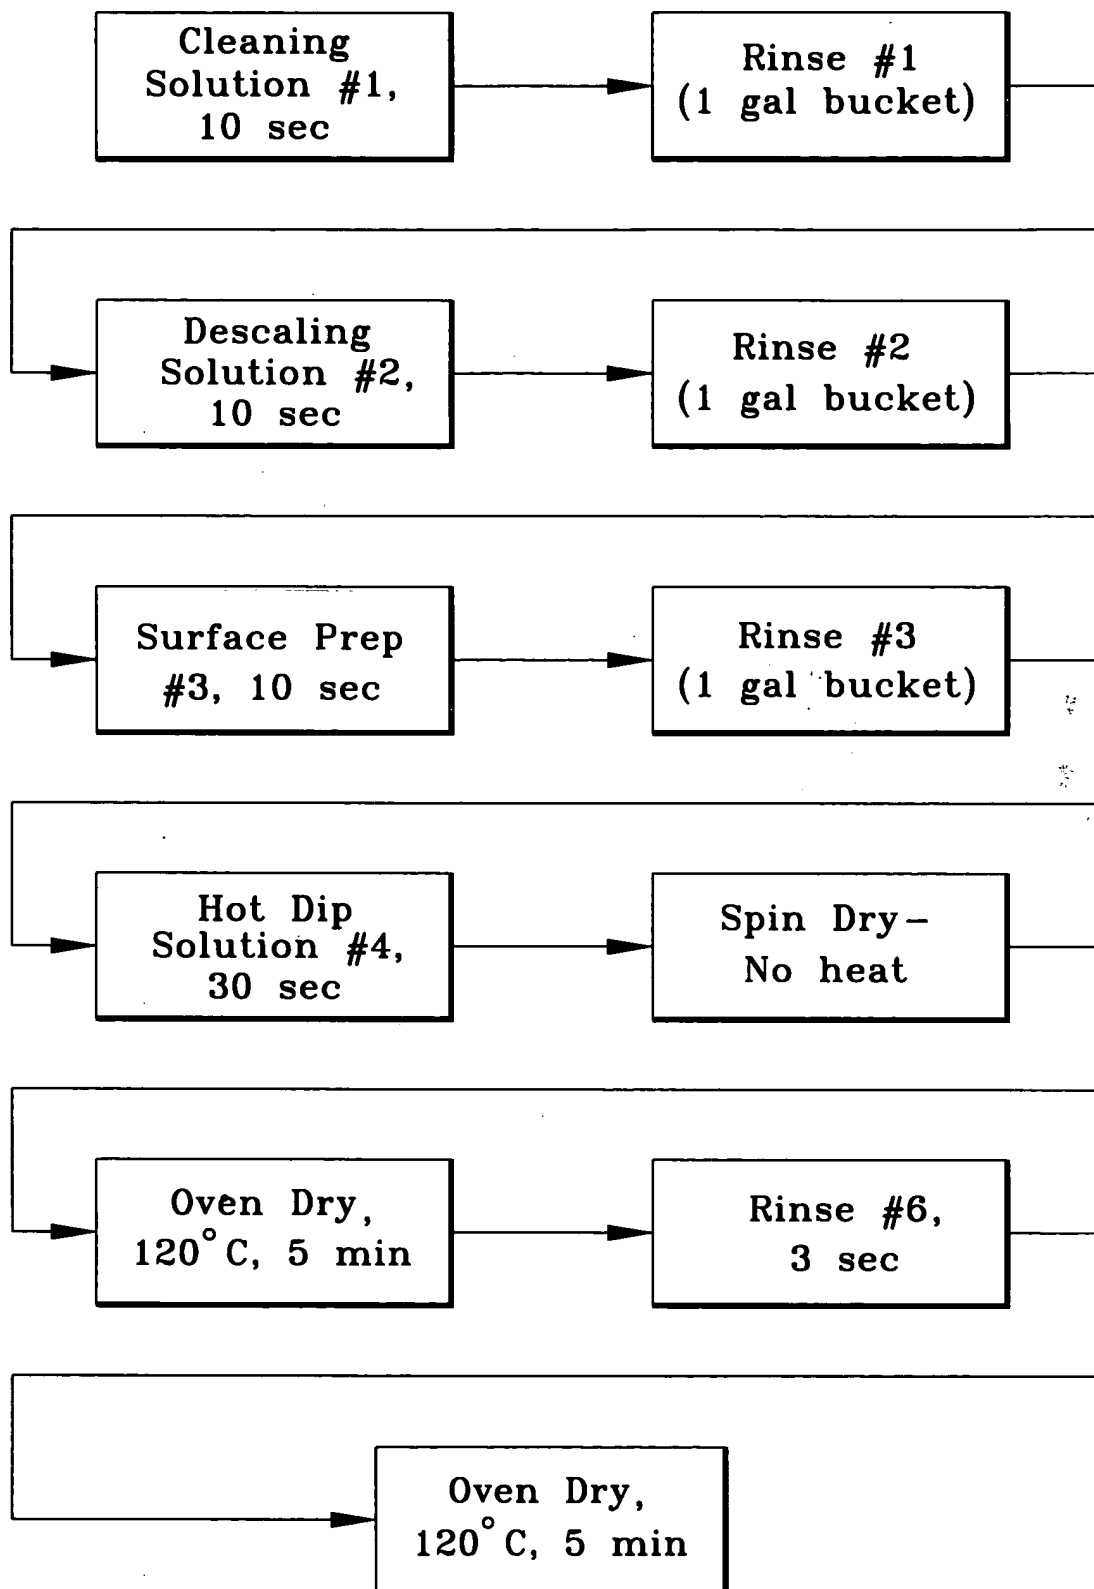 Cleaning
Solution #1,
10 sec
Rinse #1
(1 gal bucket)
Descaling
Solution #2,
10 sec
Rinse #2
(1 gal bucket)
Surface Prep
#3, 10 sec
Rinse #3
(1 gal bucket)
Hot Dip
Solution #4,
30 sec
Spin Dry–
No heat
Oven Dry,
120°C, 5 min
Rinse #6,
3 sec
Oven Dry,
120°C, 5 min